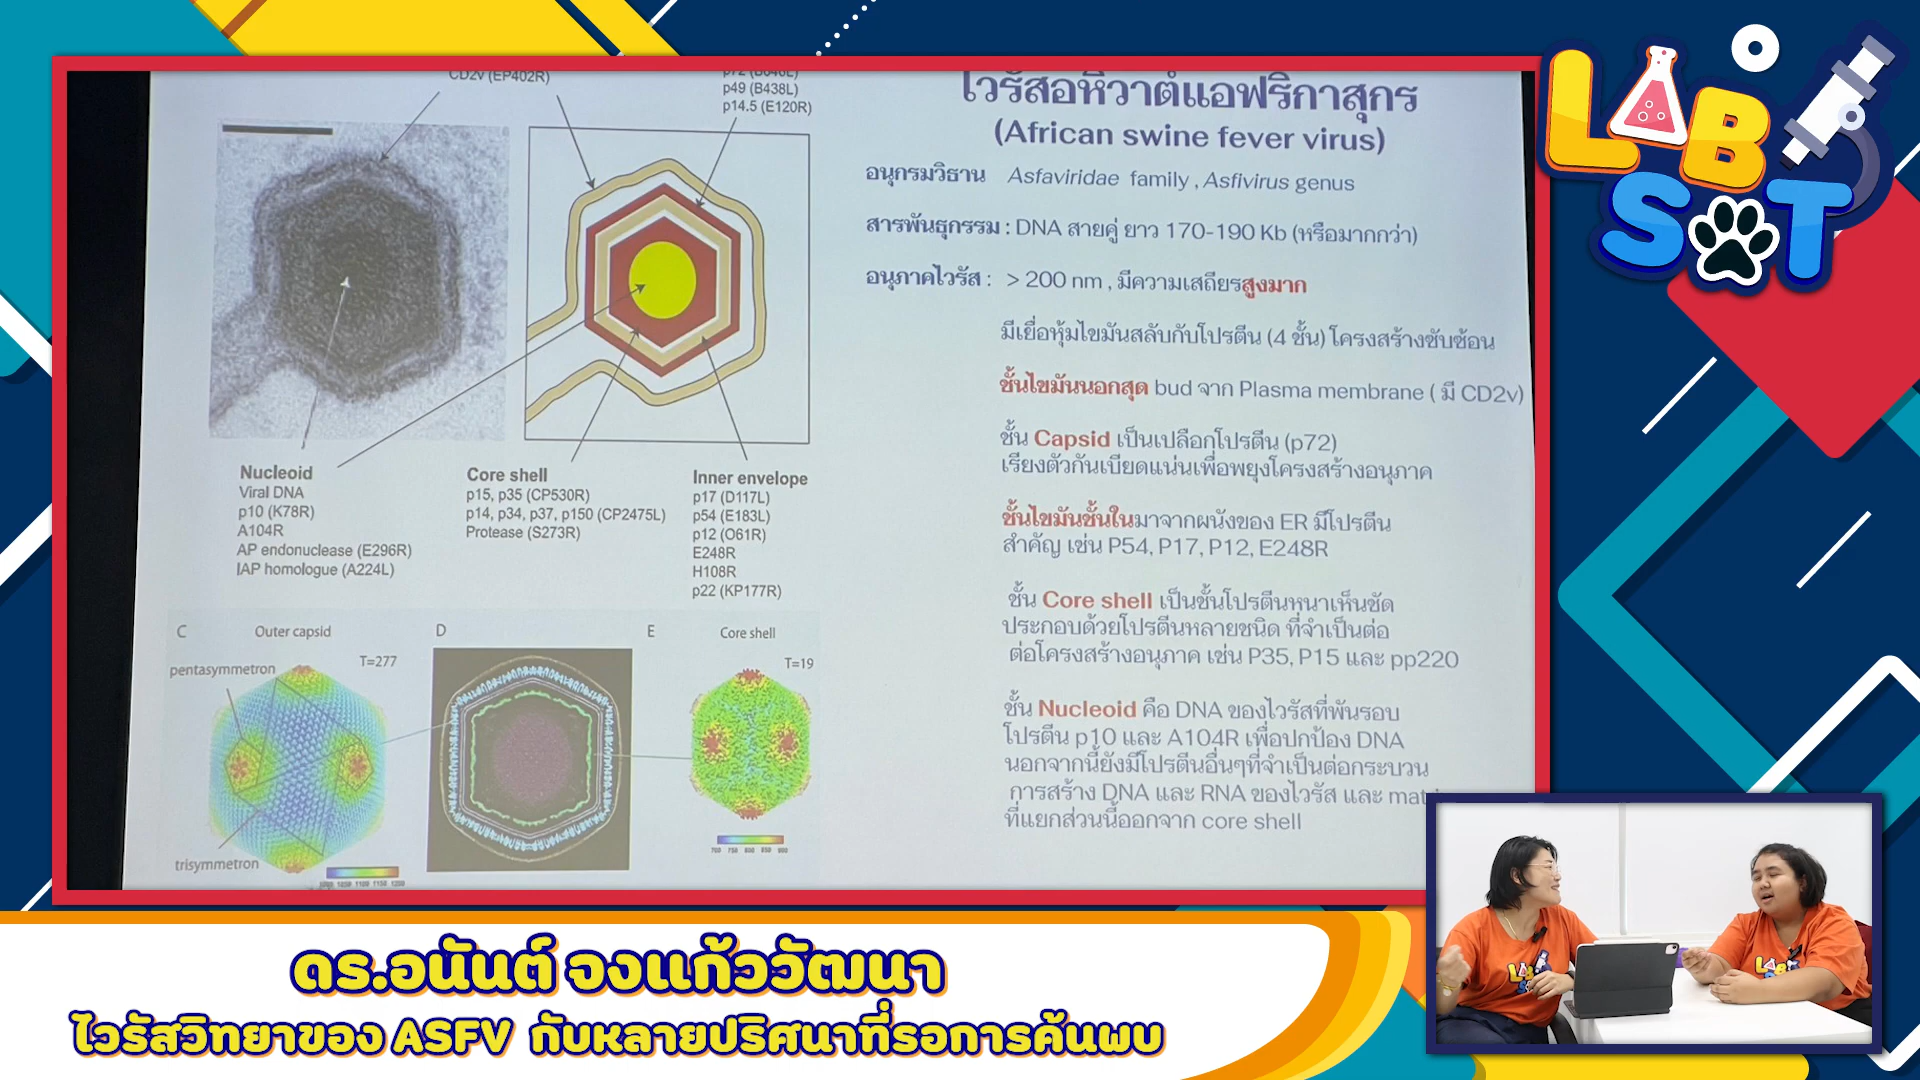 CD2v (EP402R)
p72 (B646L)
p49 (B438L)
p14.5 (E120R)
Nucleoid
Viral DNA
p10 (K78R)
A104R
AP endonuclease (E296R)
IAP homologue (A224L)
Core shell
p15, p35 (CP530R)
p14, p34, p37, p150 (CP2475L)
Protease (S273R)
Inner envelope
p17 (D117L)
p54 (E183L)
p12 (O61R)
E248R
H108R
p22 (KP177R)
C
Outer capsid
T=277
pentasymmetron
trisymmetron
D
E
Core shell
T=19
ไวรัสอหิวาต์แอฟริกาสุกร
(African swine fever virus)
อนุกรมวิธาน Asfaviridae family , Asfivirus genus
สารพันธุกรรม : DNA สายคู่ ยาว 170-190 Kb (หรือมากกว่า)
อนุภาคไวรัส : > 200 nm , มีความเสถียรสูงมาก
มีเยื่อหุ้มไขมันสลับกับโปรตีน (4 ชั้น) โครงสร้างซับซ้อน
ชั้นไขมันนอกสุด bud จาก Plasma membrane ( มี CD2v)
ชั้น Capsid เป็นเปลือกโปรตีน (p72)
เรียงตัวกันเบียดแน่นเพื่อพยุงโครงสร้างอนุภาค
ชั้นไขมันชั้นในมาจากผนังของ ER มีโปรตีน
สำคัญ เช่น P54, P17, P12, E248R
ชั้น Core shell เป็นชั้นโปรตีนหนาเห็นชัด
ประกอบด้วยโปรตีนหลายชนิด ที่จำเป็นต่อ
ต่อโครงสร้างอนุภาค เช่น P35, P15 และ pp220
ชั้น Nucleoid คือ DNA ของไวรัสที่พันรอบ
โปรตีน p10 และ A104R เพื่อปกป้อง DNA
นอกจากนี้ยังมีโปรตีนอื่นๆที่จำเป็นต่อกระบวน
การสร้าง DNA และ RNA ของไวรัส และ mat
ที่แยกส่วนนี้ออกจาก core shell
LAB
SOT
ดร.อนันต์ จงแก้ววัฒนา
ไวรัสวิทยาของ ASFV กับหลายปริศนาที่รอการค้นพบ